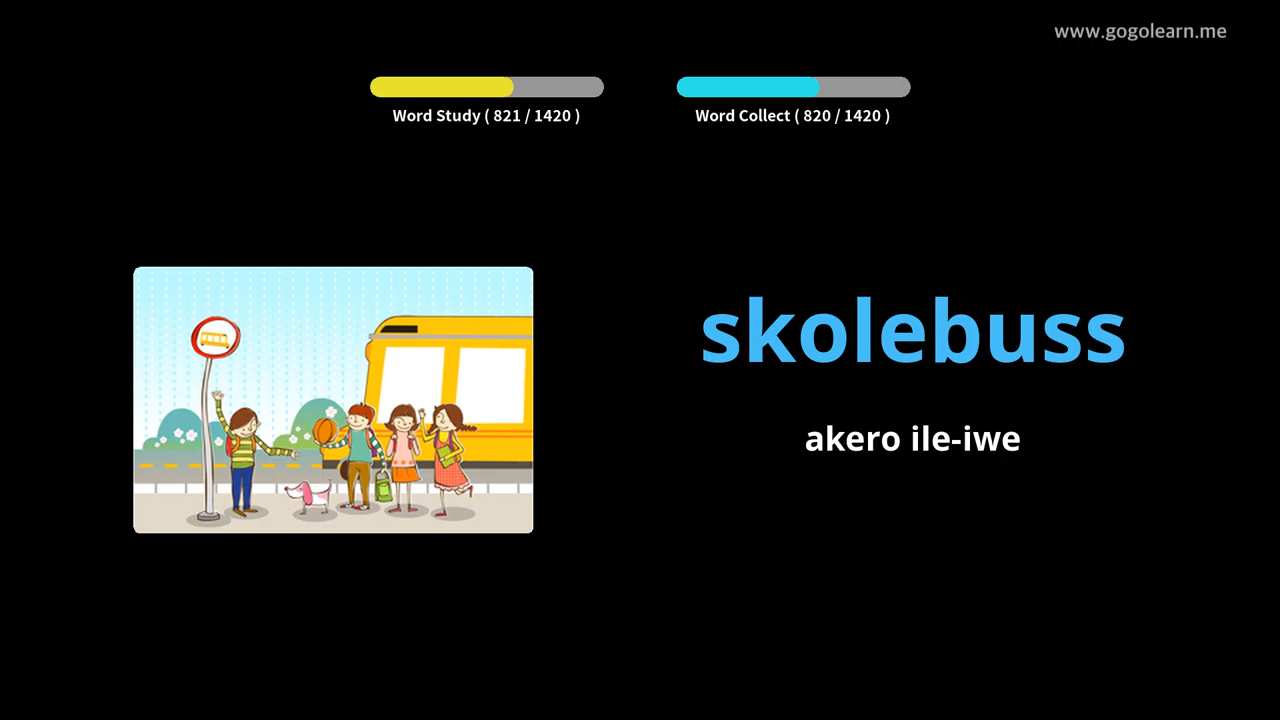 www.gogolearn.me
Word Study ( 821 / 1420 )
Word Collect ( 820 / 1420 )
skolebuss
akero ile-iwe